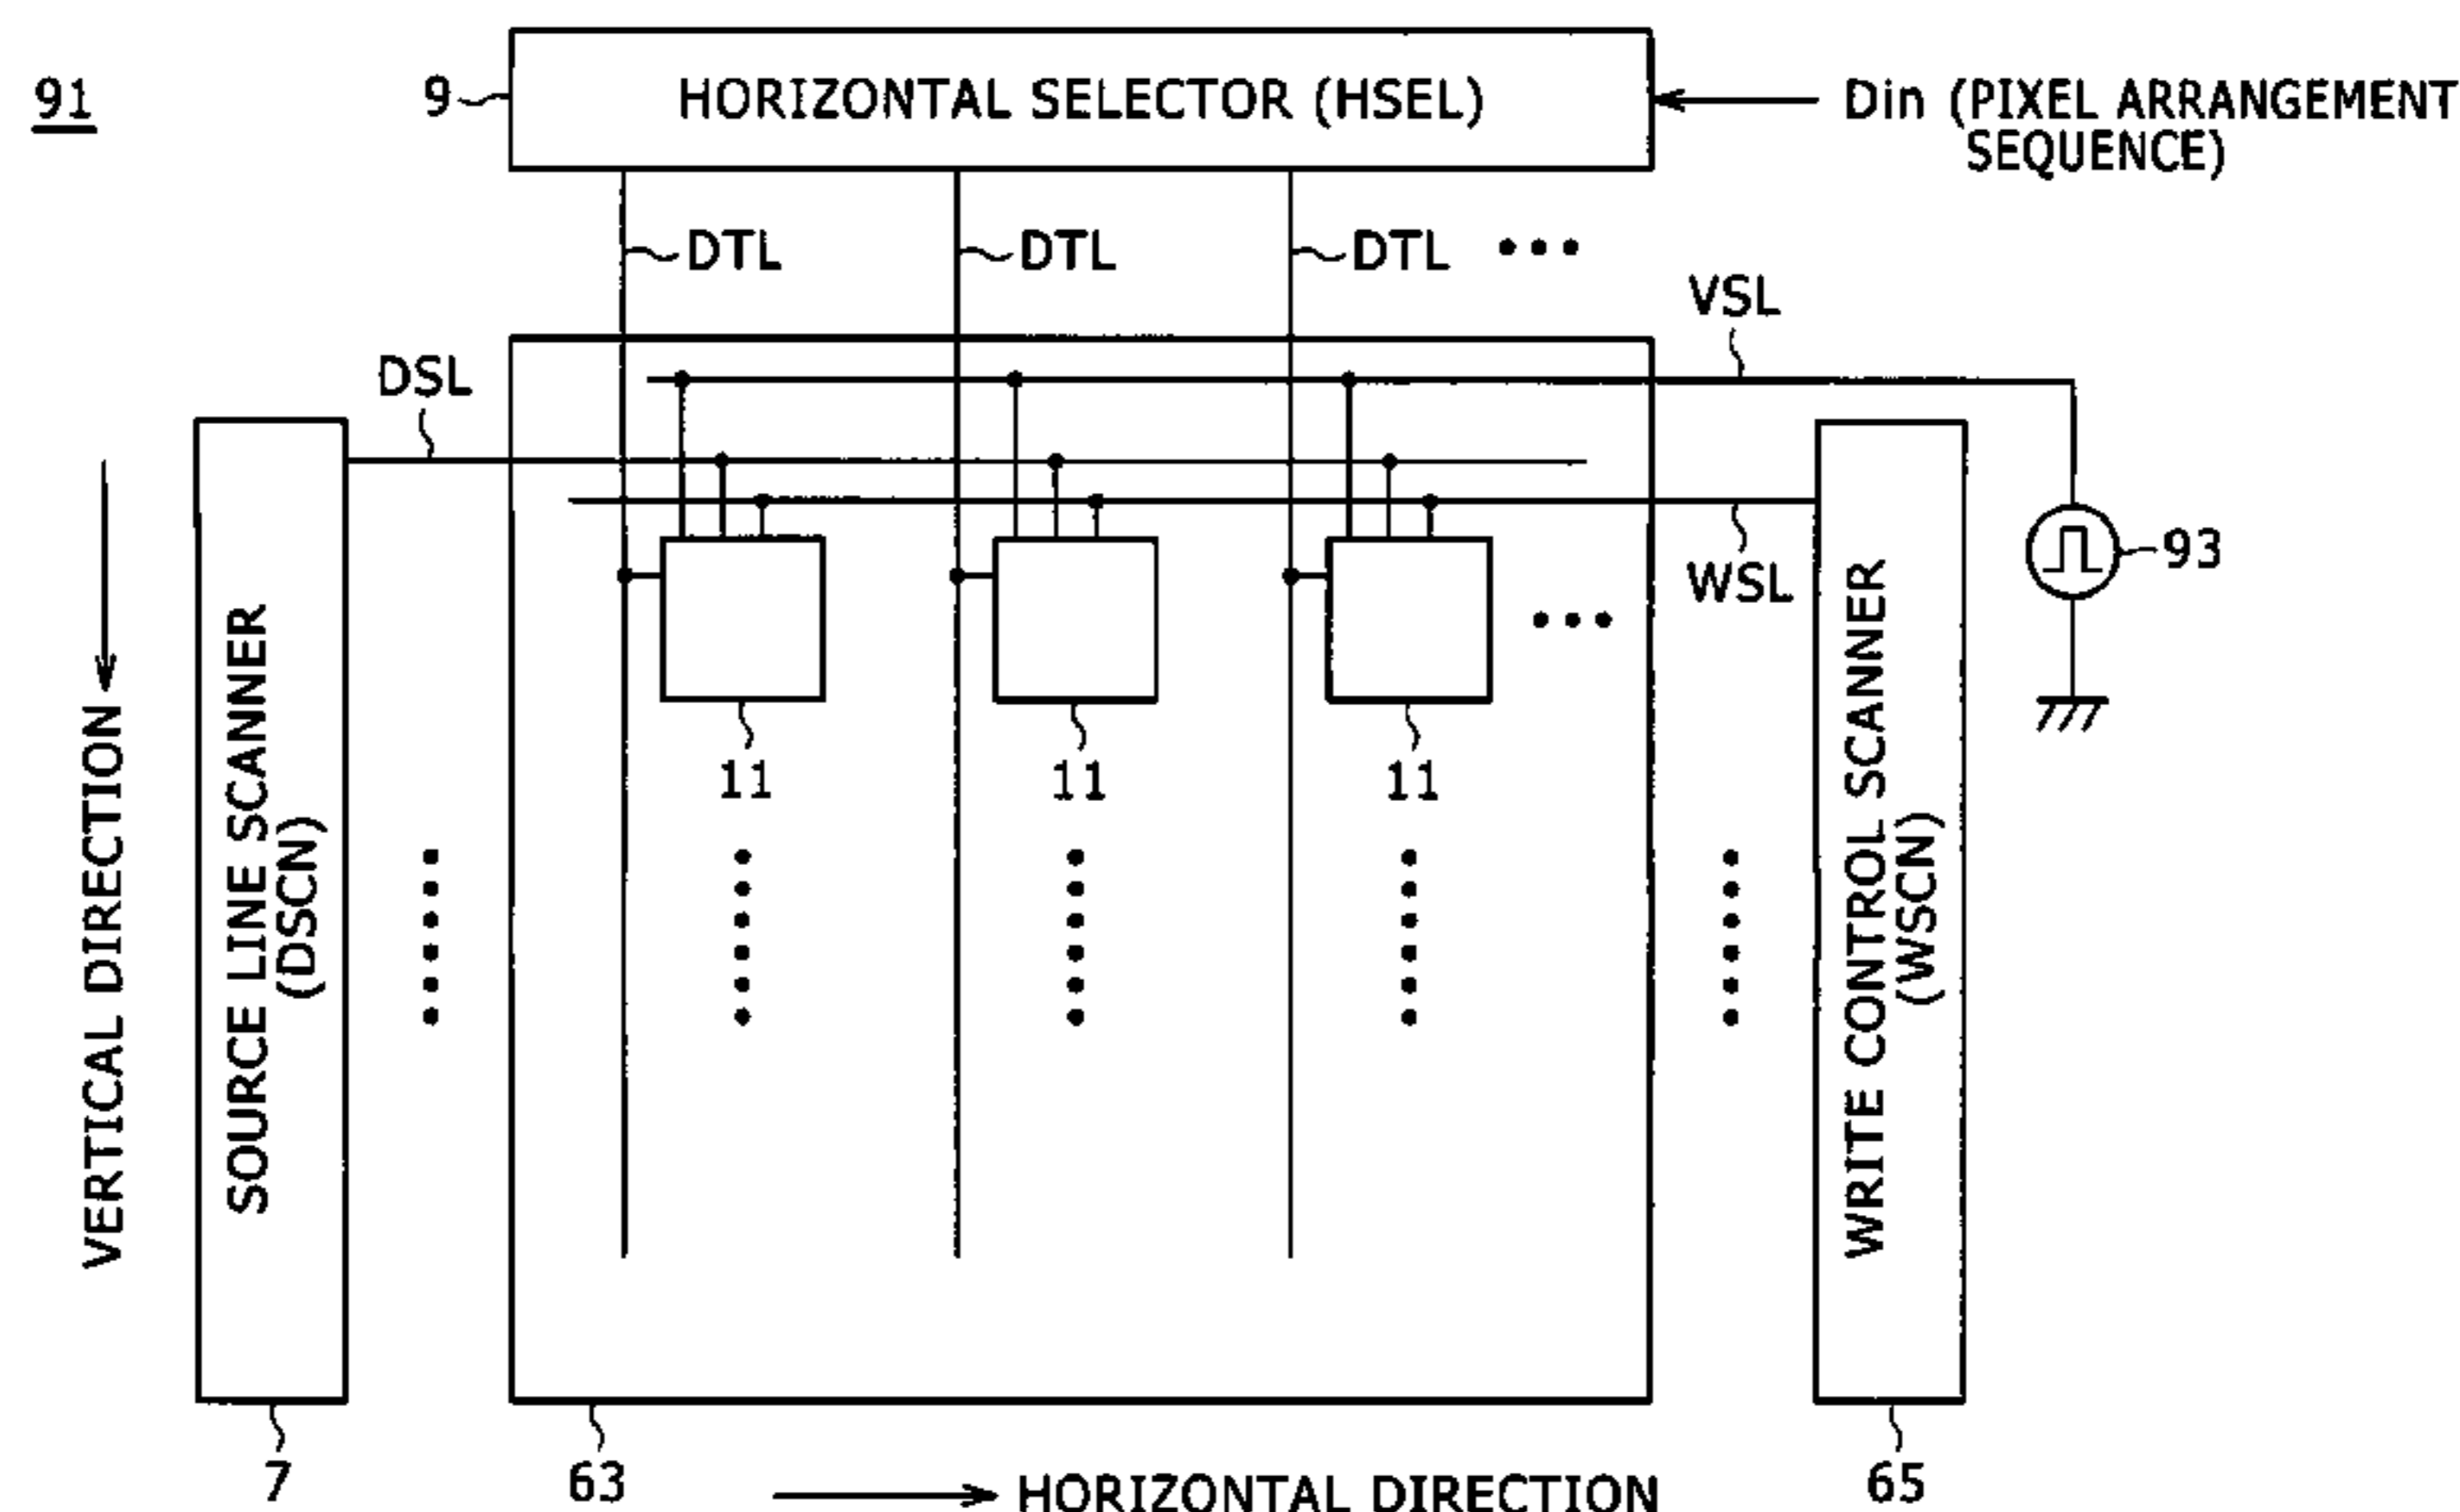 91
9
HORIZONTAL SELECTOR (HSEL)
Din (PIXEL ARRANGEMENT
SEQUENCE)
DTL
DTL
DTL
VSL
DSL
WSL
93
11
11
11
VERTICAL DIRECTION
SOURCE LINE SCANNER
(DSCN)
WRITE CONTROL SCANNER
(WSCN)
7
63
65
HORIZONTAL DIRECTION